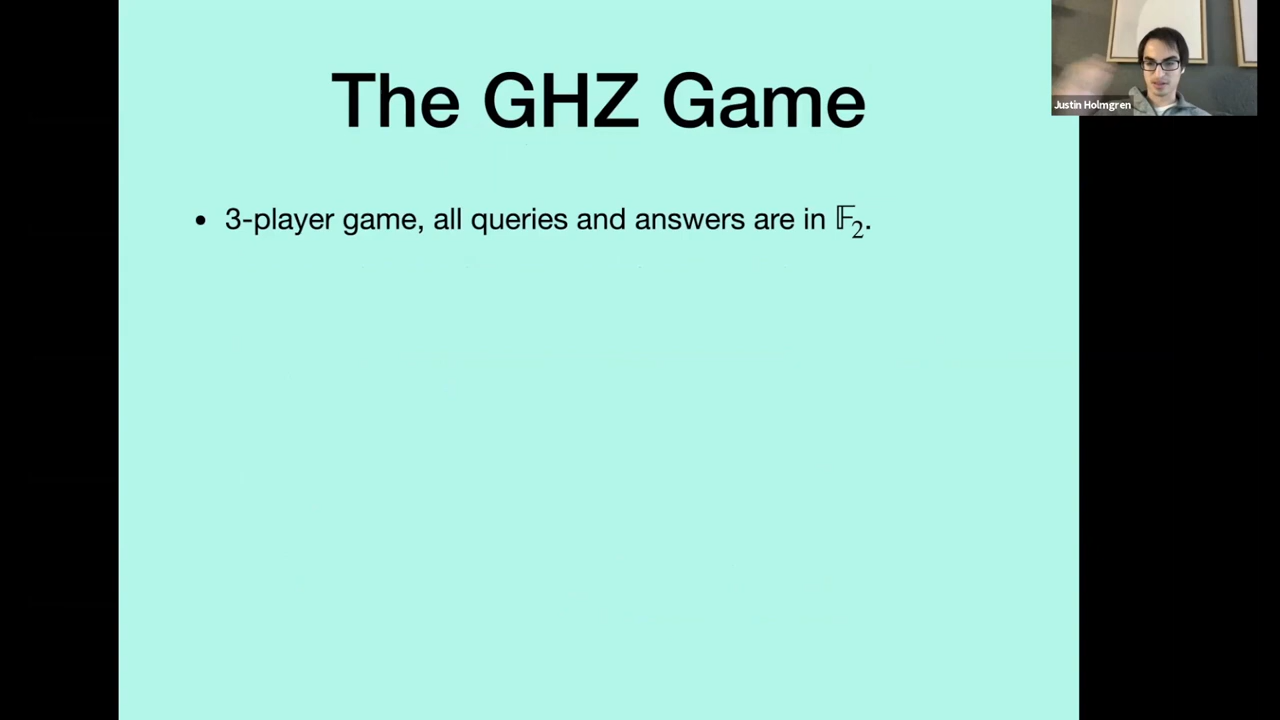 The GHZ Game
Justin Holmgren
• 3-player game, all queries and answers are in 𝔽₂.